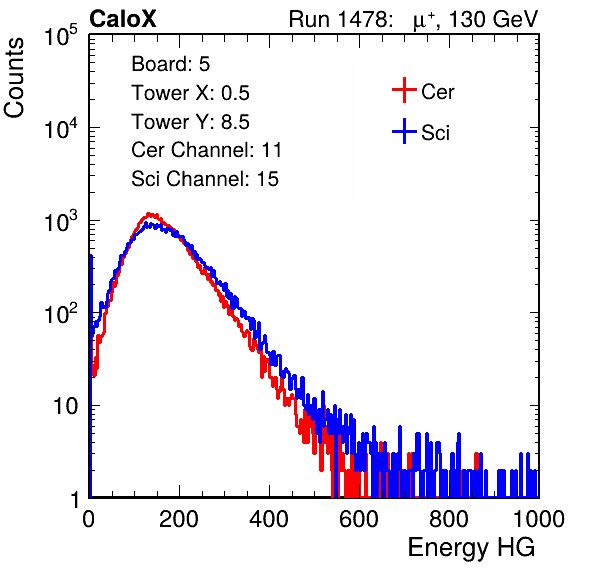 CaloX Run 1478: μ⁺, 130 GeV
Counts
Board: 5
Tower X: 0.5
Tower Y: 8.5
Cer Channel: 11
Sci Channel: 15
Cer
Sci
10⁵
10⁴
10³
10²
10
1
0 200 400 600 800 1000
Energy HG